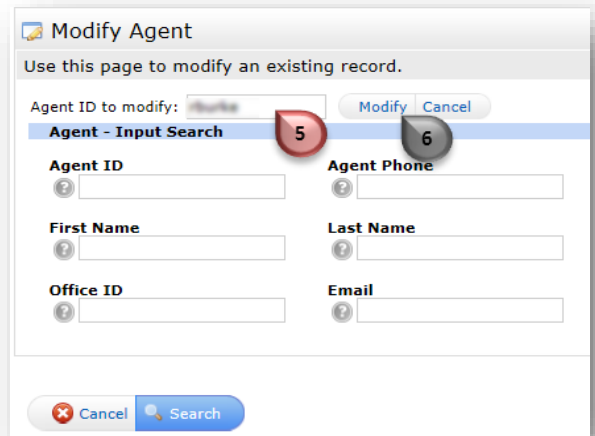 Modify Agent
Use this page to modify an existing record.
Agent ID to modify: Modify Cancel
5 6
Agent - Input Search
Agent ID Agent Phone
? ?
First Name Last Name
? ?
Office ID Email
? ?
Cancel Search